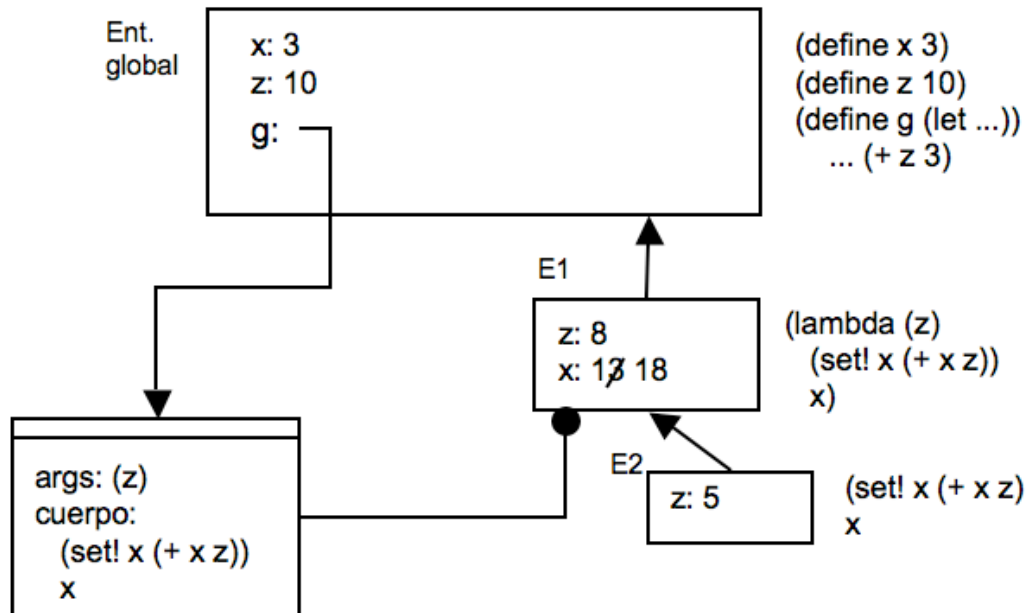 Ent.
global
x: 3
z: 10
g:
(define x 3)
(define z 10)
(define g (let ...))
... (+ z 3)
E1
z: 8
x: 13 18
(lambda (z)
(set! x (+ x z))
x)
args: (z)
cuerpo:
(set! x (+ x z))
x
E2
z: 5
(set! x (+ x z)
x